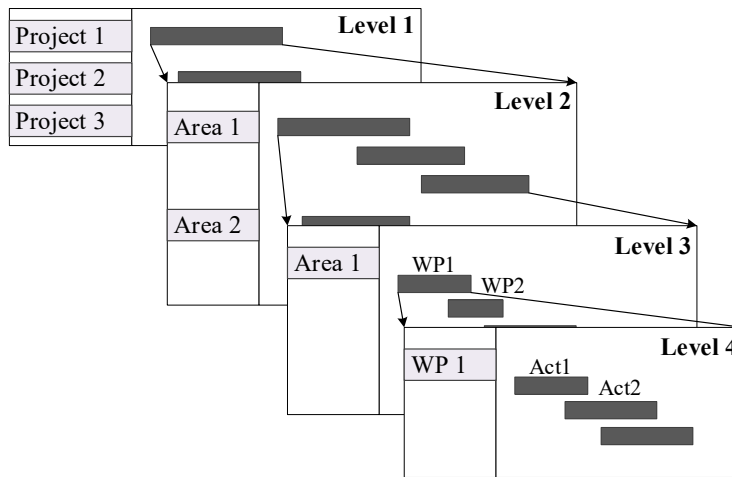 Level 1
Project 1
Project 2
Project 3
Level 2
Area 1
Area 2
Level 3
Area 1
WP1
WP2
Level 4
WP 1
Act1
Act2